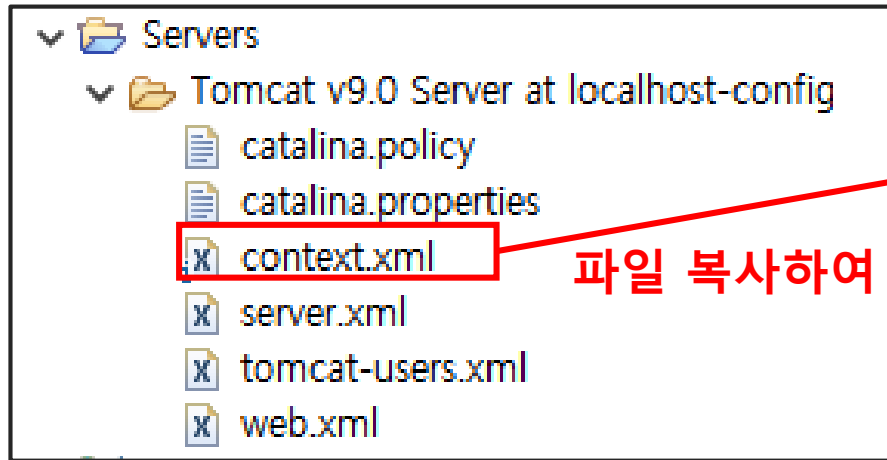 Servers
Tomcat v9.0 Server at localhost-config
catalina.policy
catalina.properties
context.xml
파일 복사하여
server.xml
tomcat-users.xml
web.xml